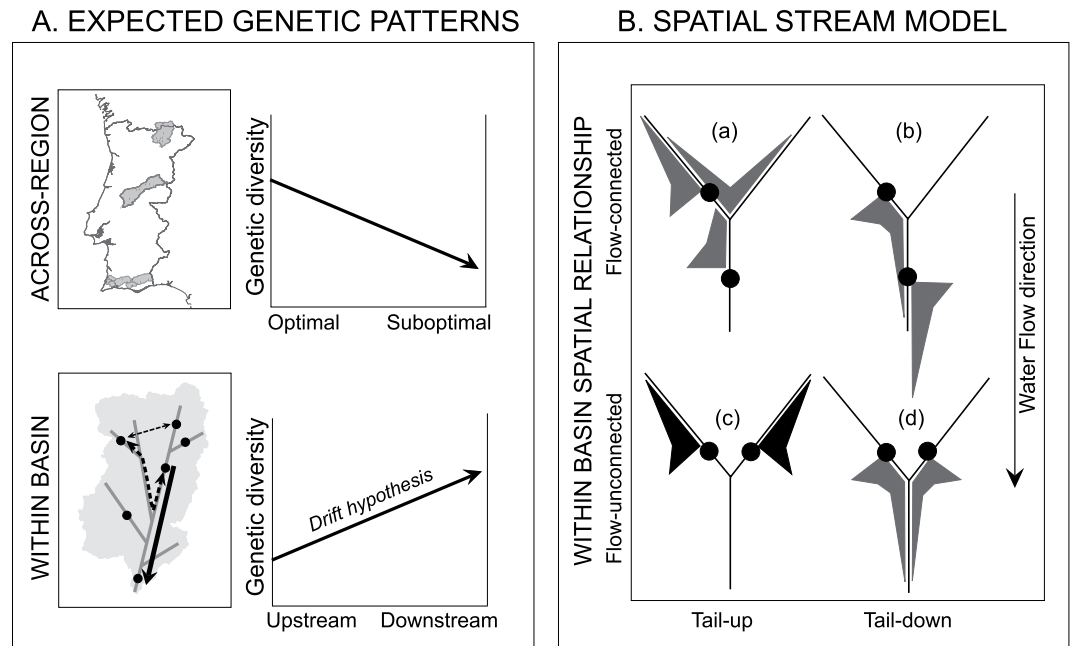 A. EXPECTED GENETIC PATTERNS
ACROSS-REGION
Genetic diversity
Optimal
Suboptimal
WITHIN BASIN
Genetic diversity
Drift hypothesis
Upstream
Downstream
B. SPATIAL STREAM MODEL
WITHIN BASIN SPATIAL RELATIONSHIP
Flow-connected
(a)
(b)
Water Flow direction
Flow-unconnected
(c)
(d)
Tail-up
Tail-down